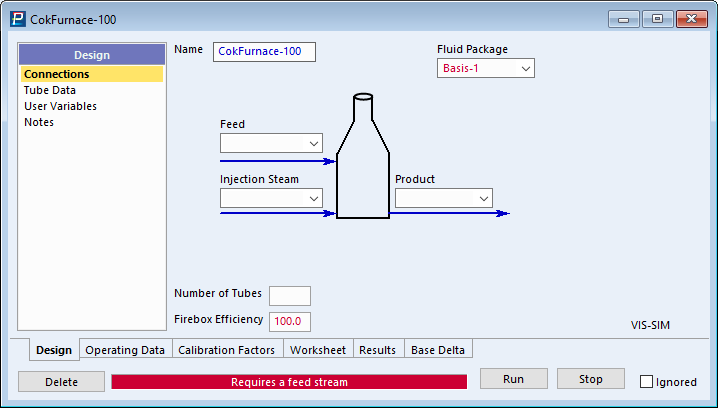 CokFurnace-100
Design
Connections
Tube Data
User Variables
Notes
Name CokFurnace-100
Fluid Package
Basis-1
Feed
Injection Steam
Product
Number of Tubes
Firebox Efficiency 100.0
VIS-SIM
Design Operating Data Calibration Factors Worksheet Results Base Delta
Delete Requires a feed stream Run Stop Ignored